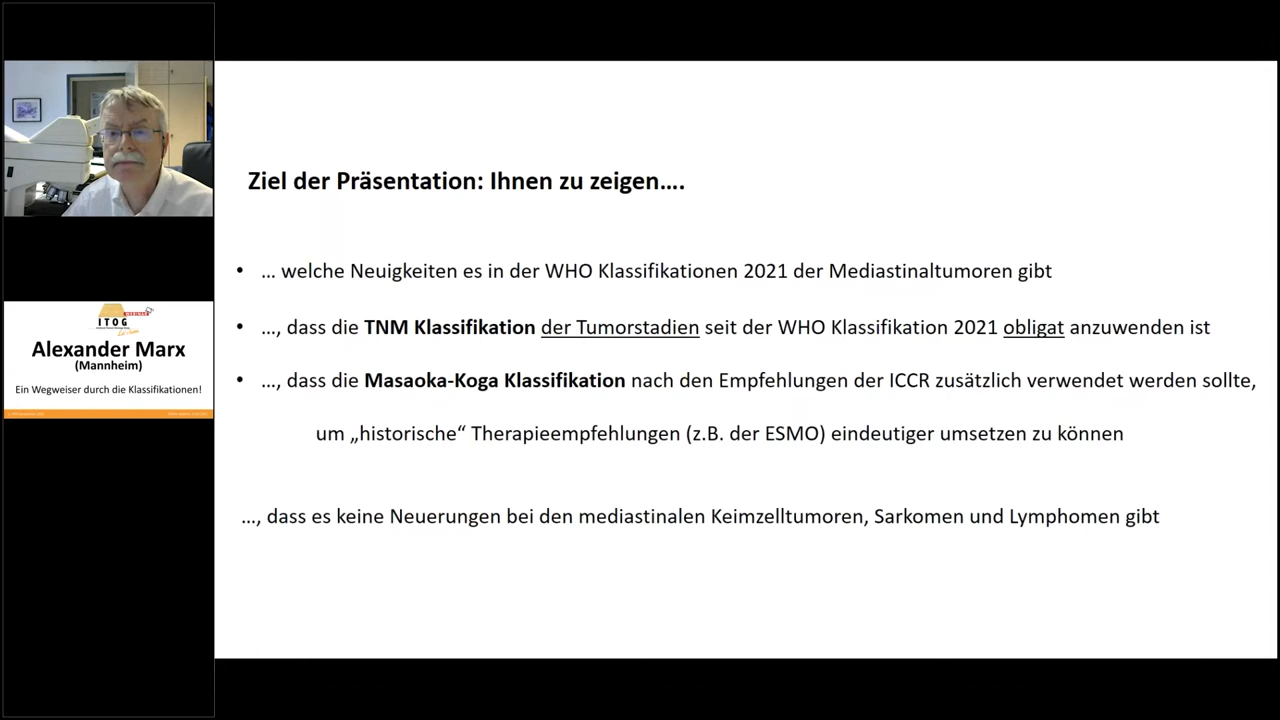 Ziel der Präsentation: Ihnen zu zeigen….
• … welche Neuigkeiten es in der WHO Klassifikationen 2021 der Mediastinaltumoren gibt
• …, dass die TNM Klassifikation der Tumorstadien seit der WHO Klassifikation 2021 obligat anzuwenden ist
• …, dass die Masaoka-Koga Klassifikation nach den Empfehlungen der ICCR zusätzlich verwendet werden sollte,
um „historische“ Therapieempfehlungen (z.B. der ESMO) eindeutiger umsetzen zu können
…, dass es keine Neuerungen bei den mediastinalen Keimzelltumoren, Sarkomen und Lymphomen gibt
WEBINAR
ITOG
Alexander Marx
(Mannheim)
Ein Wegweiser durch die Klassifikationen!